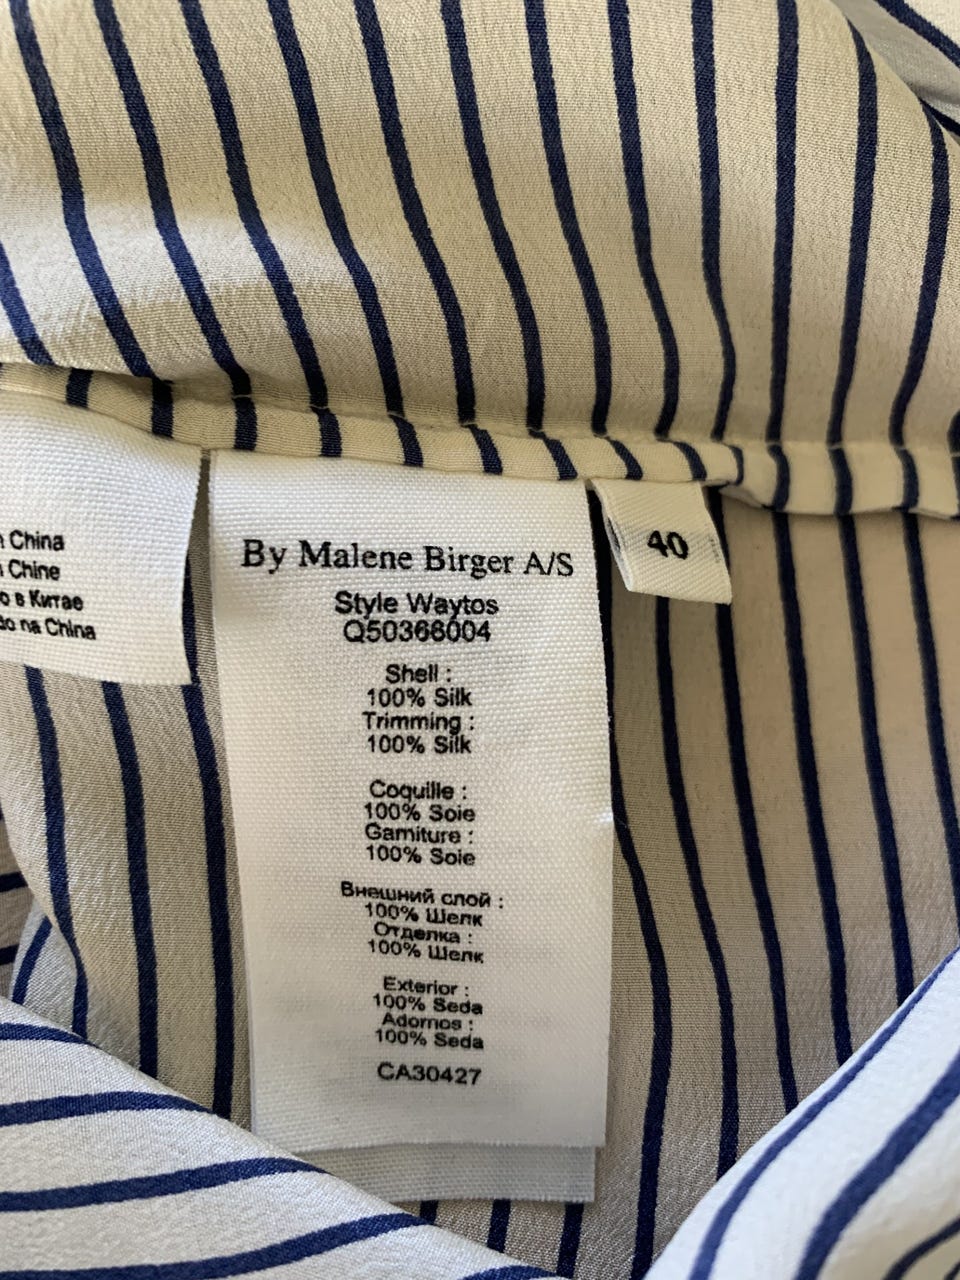 China
Chine
в Китае
na China
By Malene Birger A/S
Style Waytos
Q50366004
Shell :
100% Silk
Trimming :
100% Silk
Coquille :
100% Soie
Garniture :
100% Soie
Внешний слой :
100% Шелк
Отделка :
100% Шелк
Exterior :
100% Seda
Adornos :
100% Seda
CA30427
40